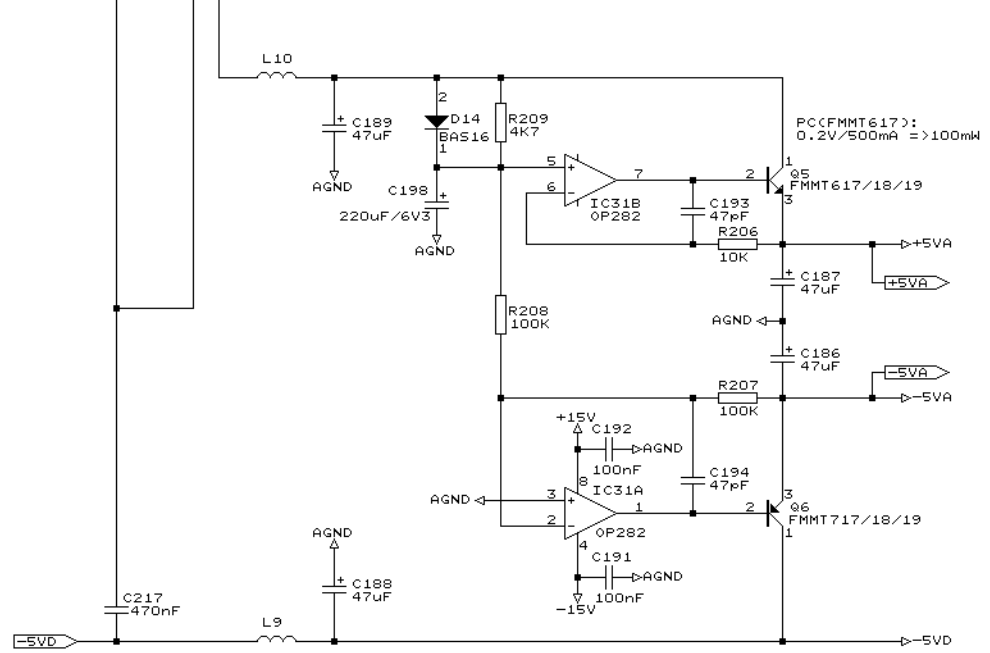 L10
2
C189
47uF
D14
BAS16
1
R209
4K7
PC(FMMT617):
0.2V/500mA =>100mW
AGND
5
+
6
−
7
2
1
Q5
FMMT617/18/19
3
C198
220uF/6V3
IC31B
OP282
C193
47pF
AGND
R206
10K
+5VA
C187
47uF
+5VA
R208
100K
AGND
C186
47uF
-5VA
R207
100K
-5VA
+15V
C192
AGND
100nF
8
IC31A
C194
47pF
AGND
3
+
2
−
1
2
3
Q6
FMMT717/18/19
1
OP282
4
AGND
C191
AGND
100nF
-15V
C188
47uF
C217
470nF
L9
-5VD
-5VD